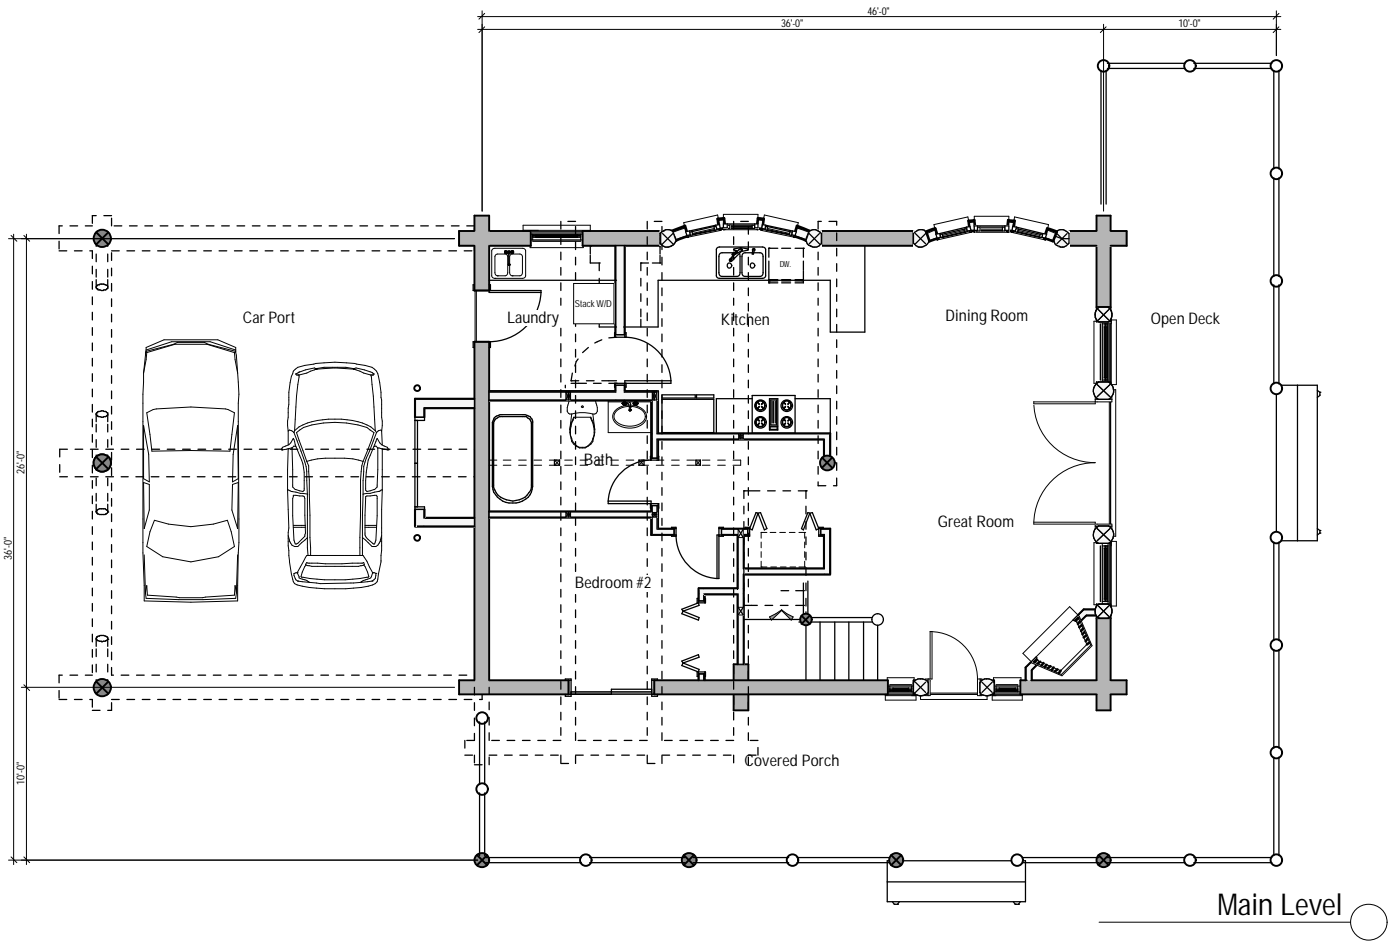 46'-0"
36'-0" 10'-0"
DW.
Stack W/D
Car Port
Laundry
Kitchen
Dining Room
Open Deck
Bath
26'-0"
Great Room
36'-0"
Bedroom #2
Covered Porch
10'-0"
Main Level